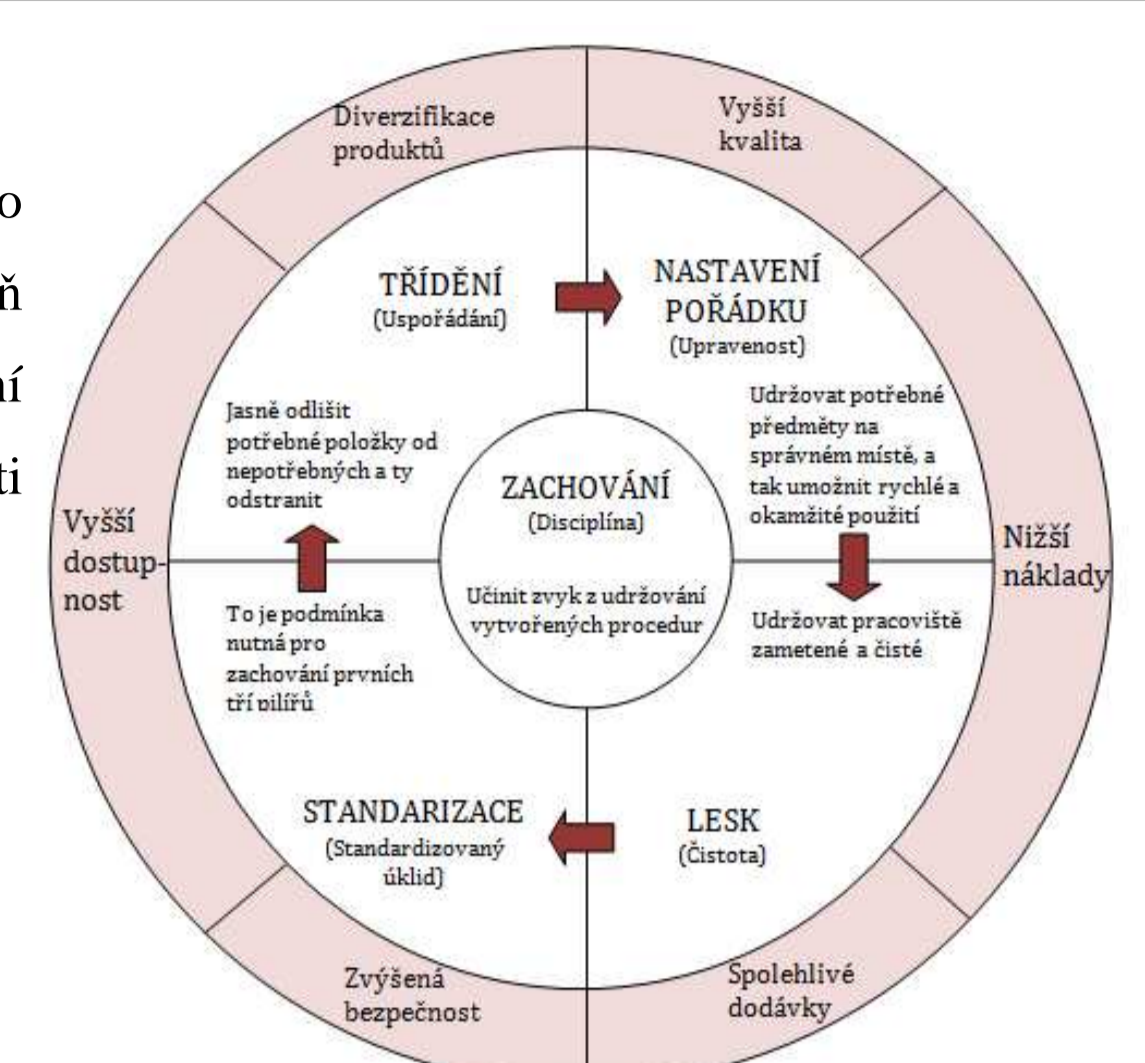 o
ň
ní
ti
Diverzifikace
produktů
Vyšší
kvalita
TŘÍDĚNÍ
(Uspořádání)
NASTAVENÍ
POŘÁDKU
(Upravenost)
Jasně odlišit
potřebné položky od
nepotřebných a ty
odstranit
Udržovat potřebné
předměty na
správném místě, a
tak umožnit rychlé a
okamžité použití
ZACHOVÁNÍ
(Disciplína)
Učinit zvyk z udržování
vytvořených procedur
Vyšší
dostup-
nost
Nižší
náklady
To je podmínka
nutná pro
zachování prvních
tří pilířů
Udržovat pracoviště
zametené a čisté
STANDARIZACE
(Standardizovaný
úklid)
LESK
(Čistota)
Zvýšená
bezpečnost
Spolehlivé
dodávky